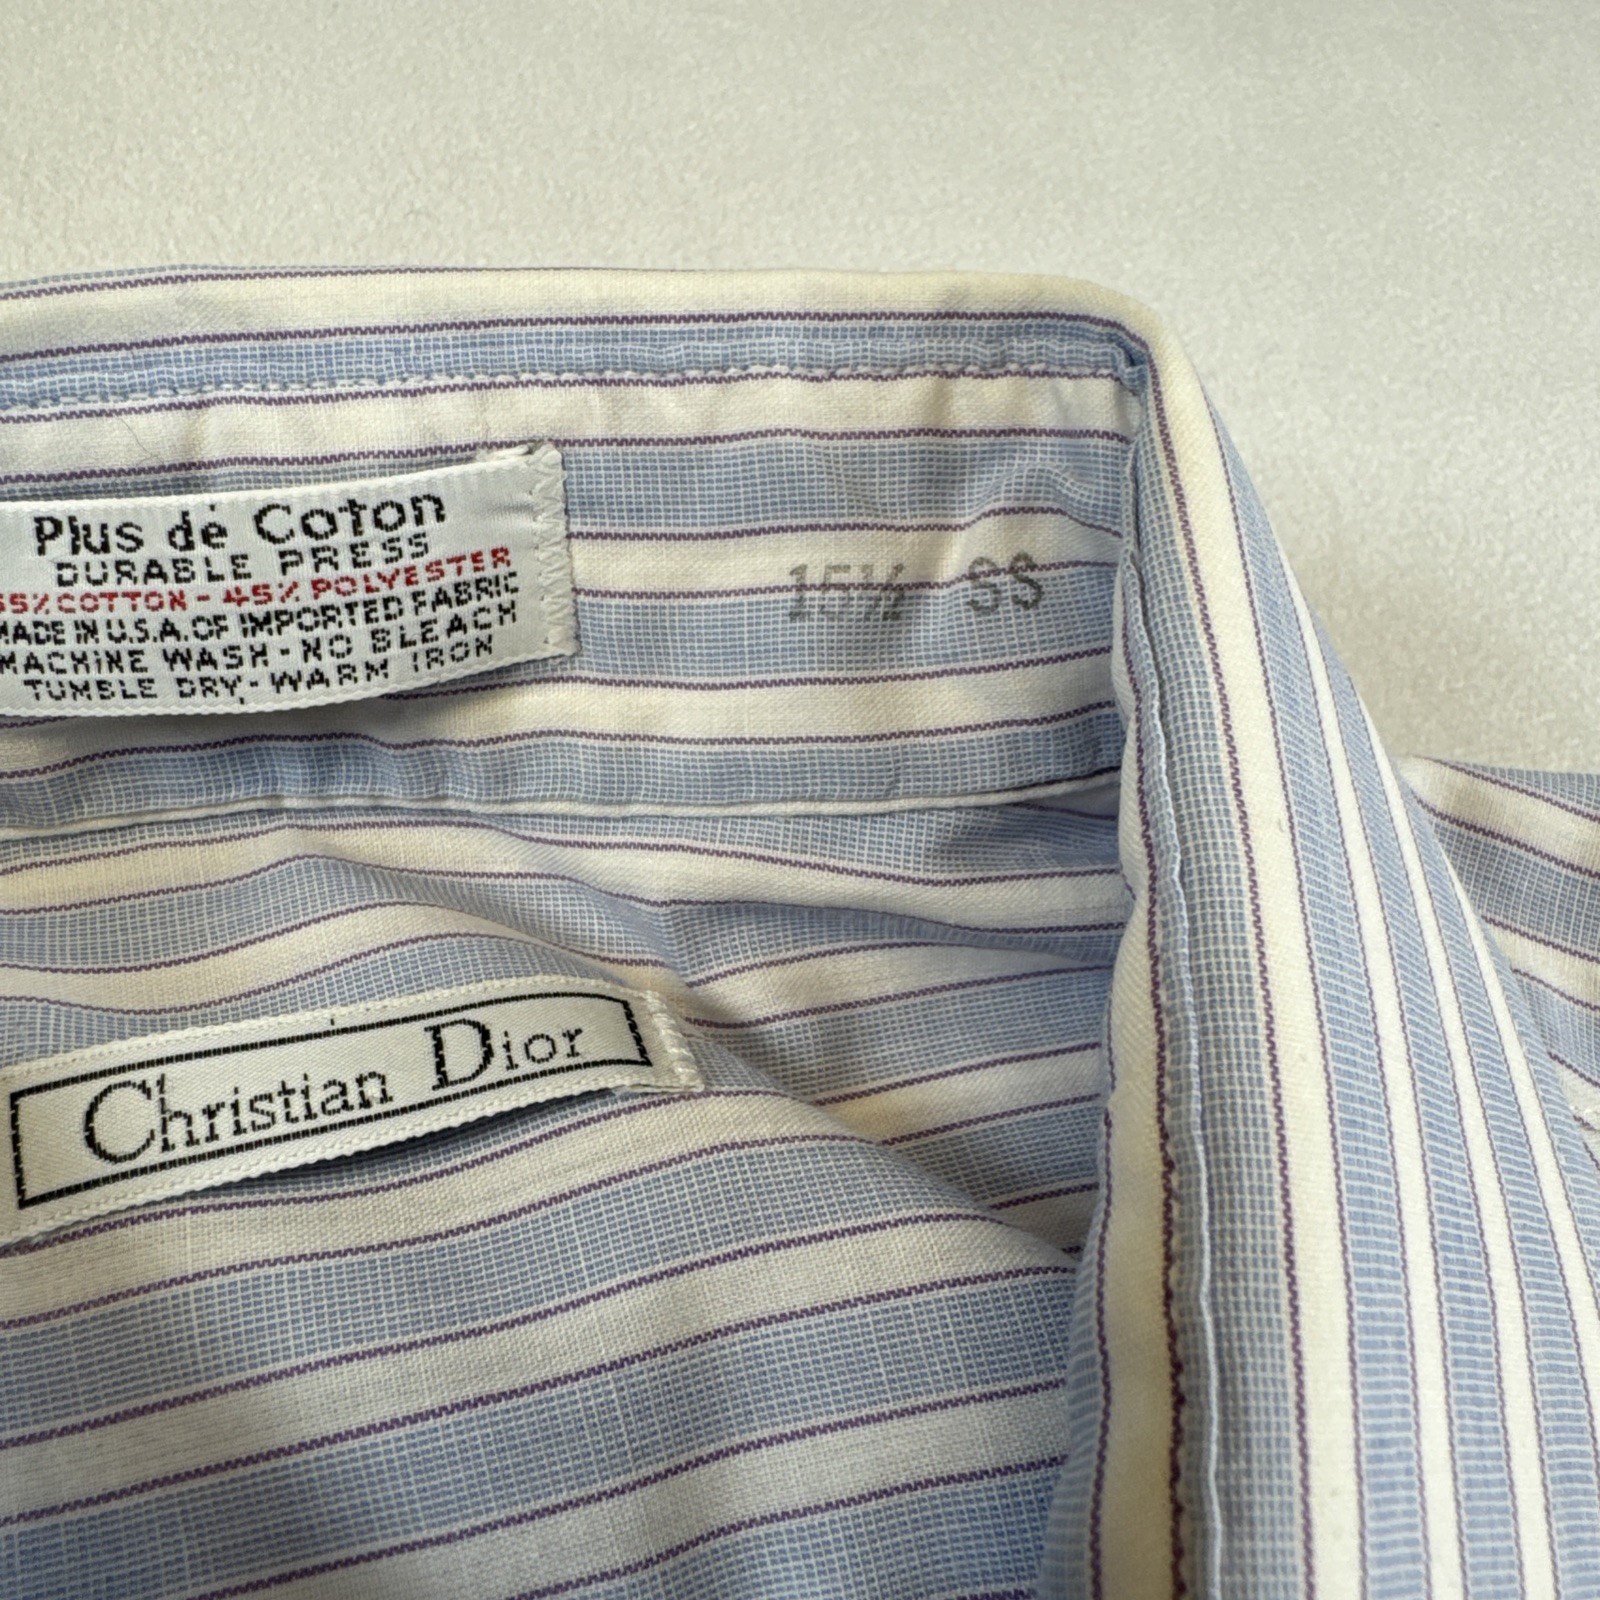 Plus de Coton
DURABLE PRESS
55% COTTON - 45% POLYESTER
MADE IN U.S.A. OF IMPORTED FABRIC
MACHINE WASH - NO BLEACH
TUMBLE DRY - WARM IRON
15½ SS
Christian Dior